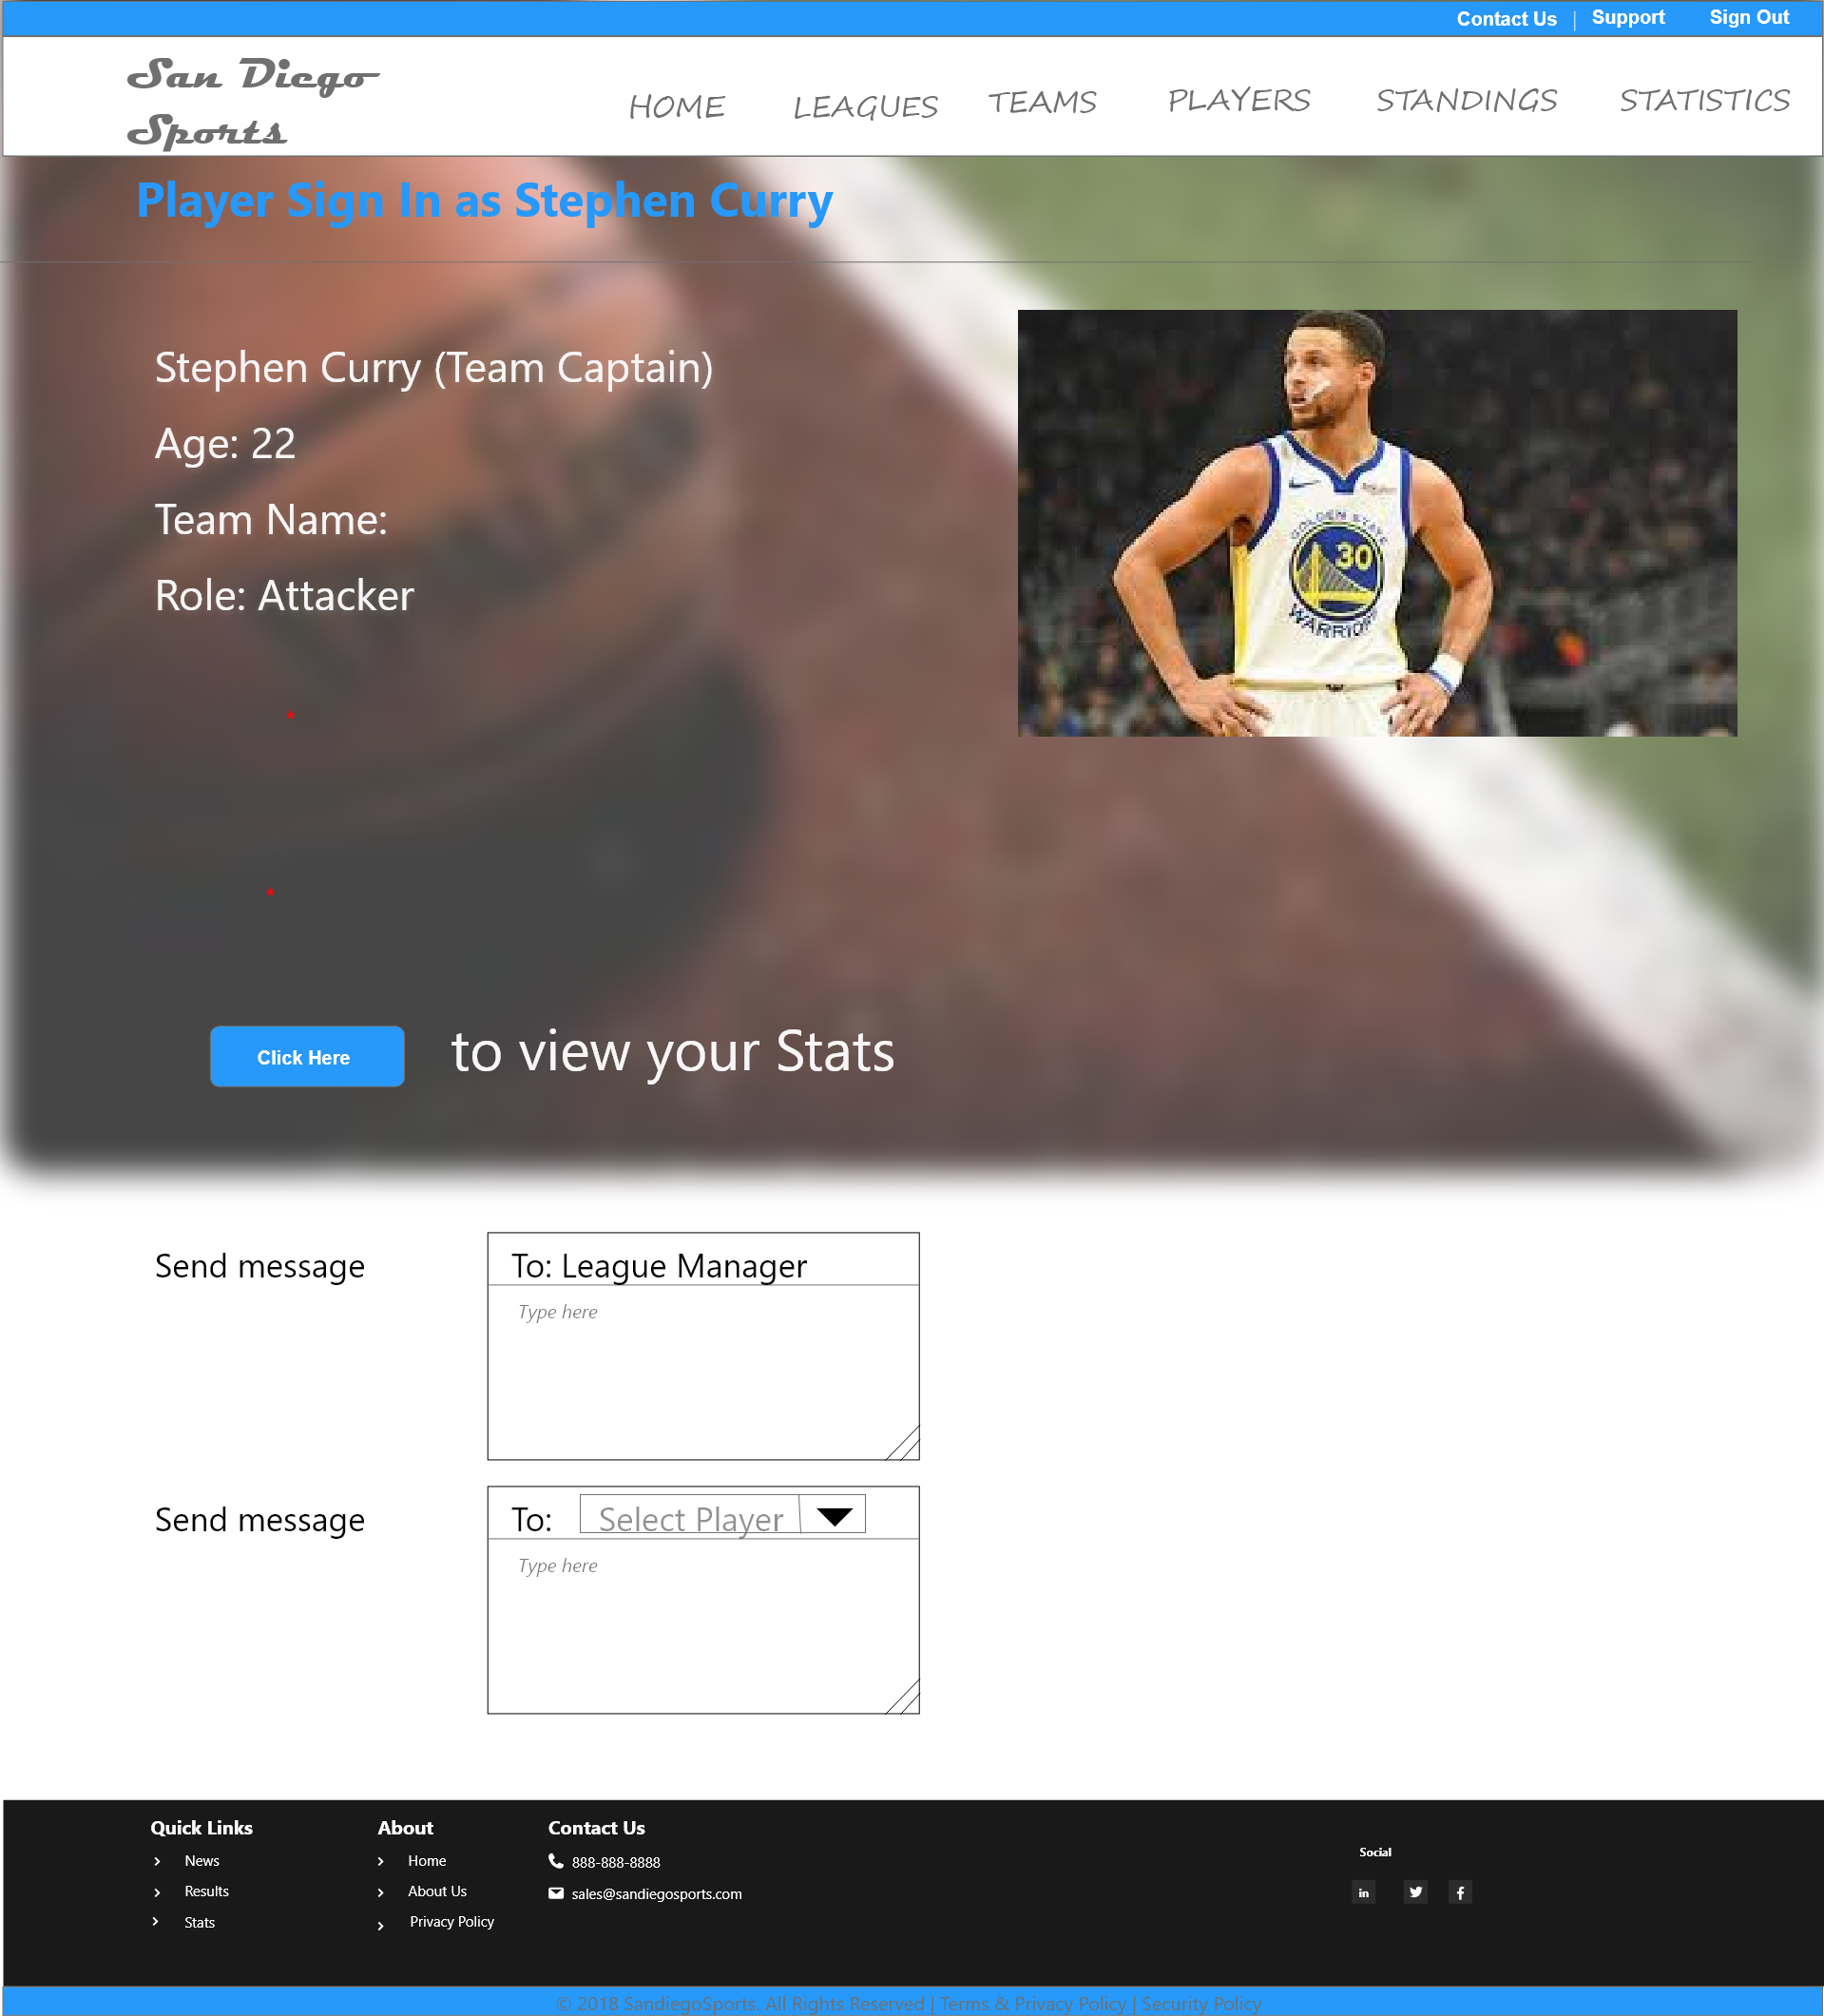 Contact Us | Support Sign Out
San Diego
Sports
HOME LEAGUES TEAMS PLAYERS STANDINGS STATISTICS
Player Sign In as Stephen Curry
Stephen Curry (Team Captain)
Age: 22
Team Name:
Role: Attacker
GOLDEN STATE
30
WARRIORS
*
*
Click Here to view your Stats
Send message
To: League Manager
Type here
Send message
To: Select Player
Type here
Quick Links
News
Results
Stats
About
Home
About Us
Privacy Policy
Contact Us
888-888-8888
sales@sandiegosports.com
Social
in
f
© 2018 SandiegoSports. All Rights Reserved | Terms & Privacy Policy | Security Policy